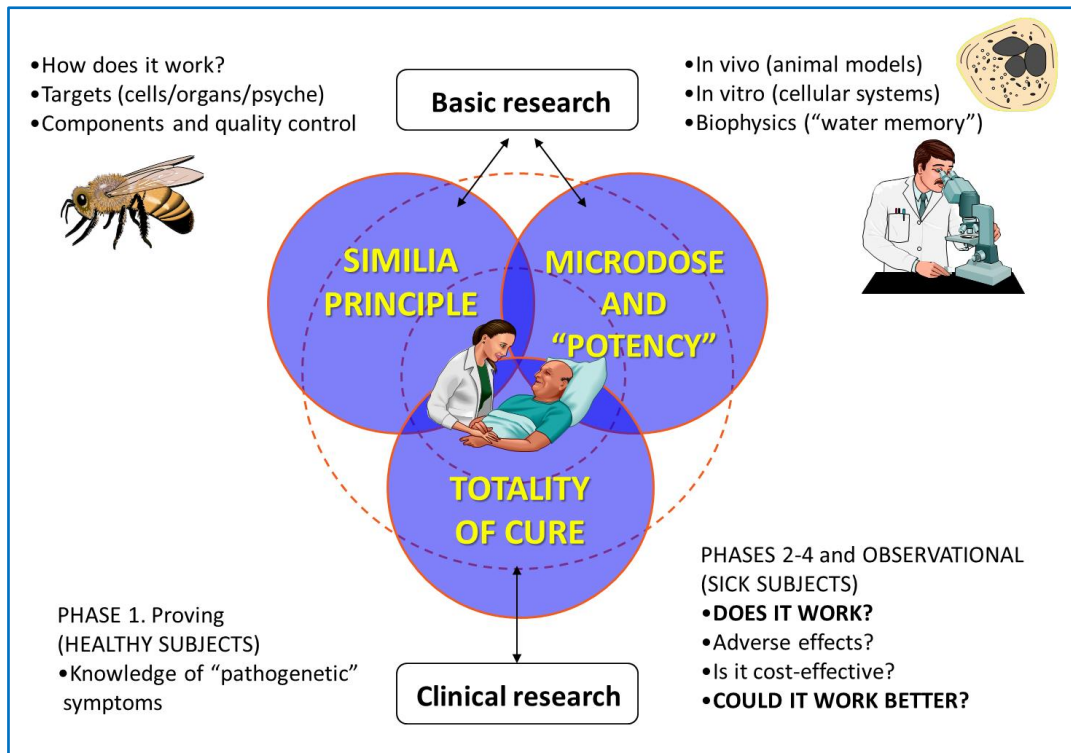 •How does it work?
•Targets (cells/organs/psyche)
•Components and quality control
Basic research
•In vivo (animal models)
•In vitro (cellular systems)
•Biophysics (“water memory”)
SIMILIA
PRINCIPLE
MICRODOSE
AND
“POTENCY”
TOTALITY
OF CURE
PHASE 1. Proving
(HEALTHY SUBJECTS)
•Knowledge of “pathogenetic”
symptoms
Clinical research
PHASES 2-4 and OBSERVATIONAL
(SICK SUBJECTS)
•DOES IT WORK?
•Adverse effects?
•Is it cost-effective?
•COULD IT WORK BETTER?